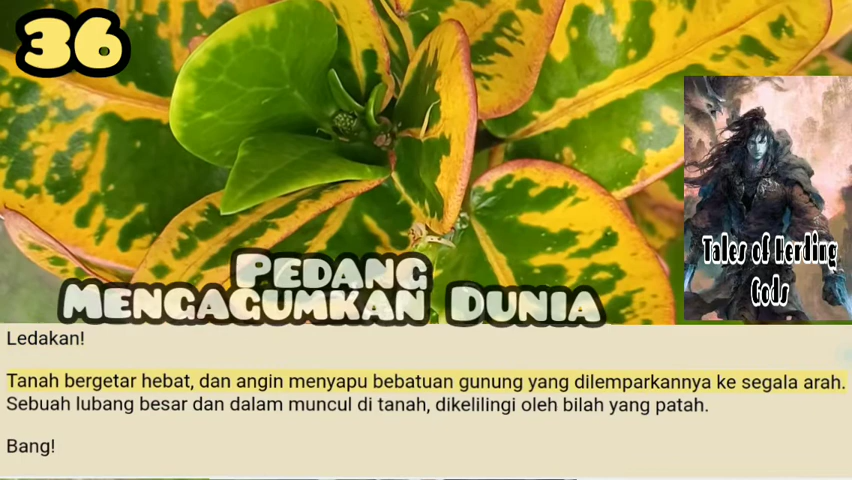 36
PEDANG
MENGAGUMKAN DUNIA
Tales of Herding
Gods
Ledakan!
Tanah bergetar hebat, dan angin menyapu bebatuan gunung yang dilemparkannya ke segala arah.
Sebuah lubang besar dan dalam muncul di tanah, dikelilingi oleh bilah yang patah.
Bang!